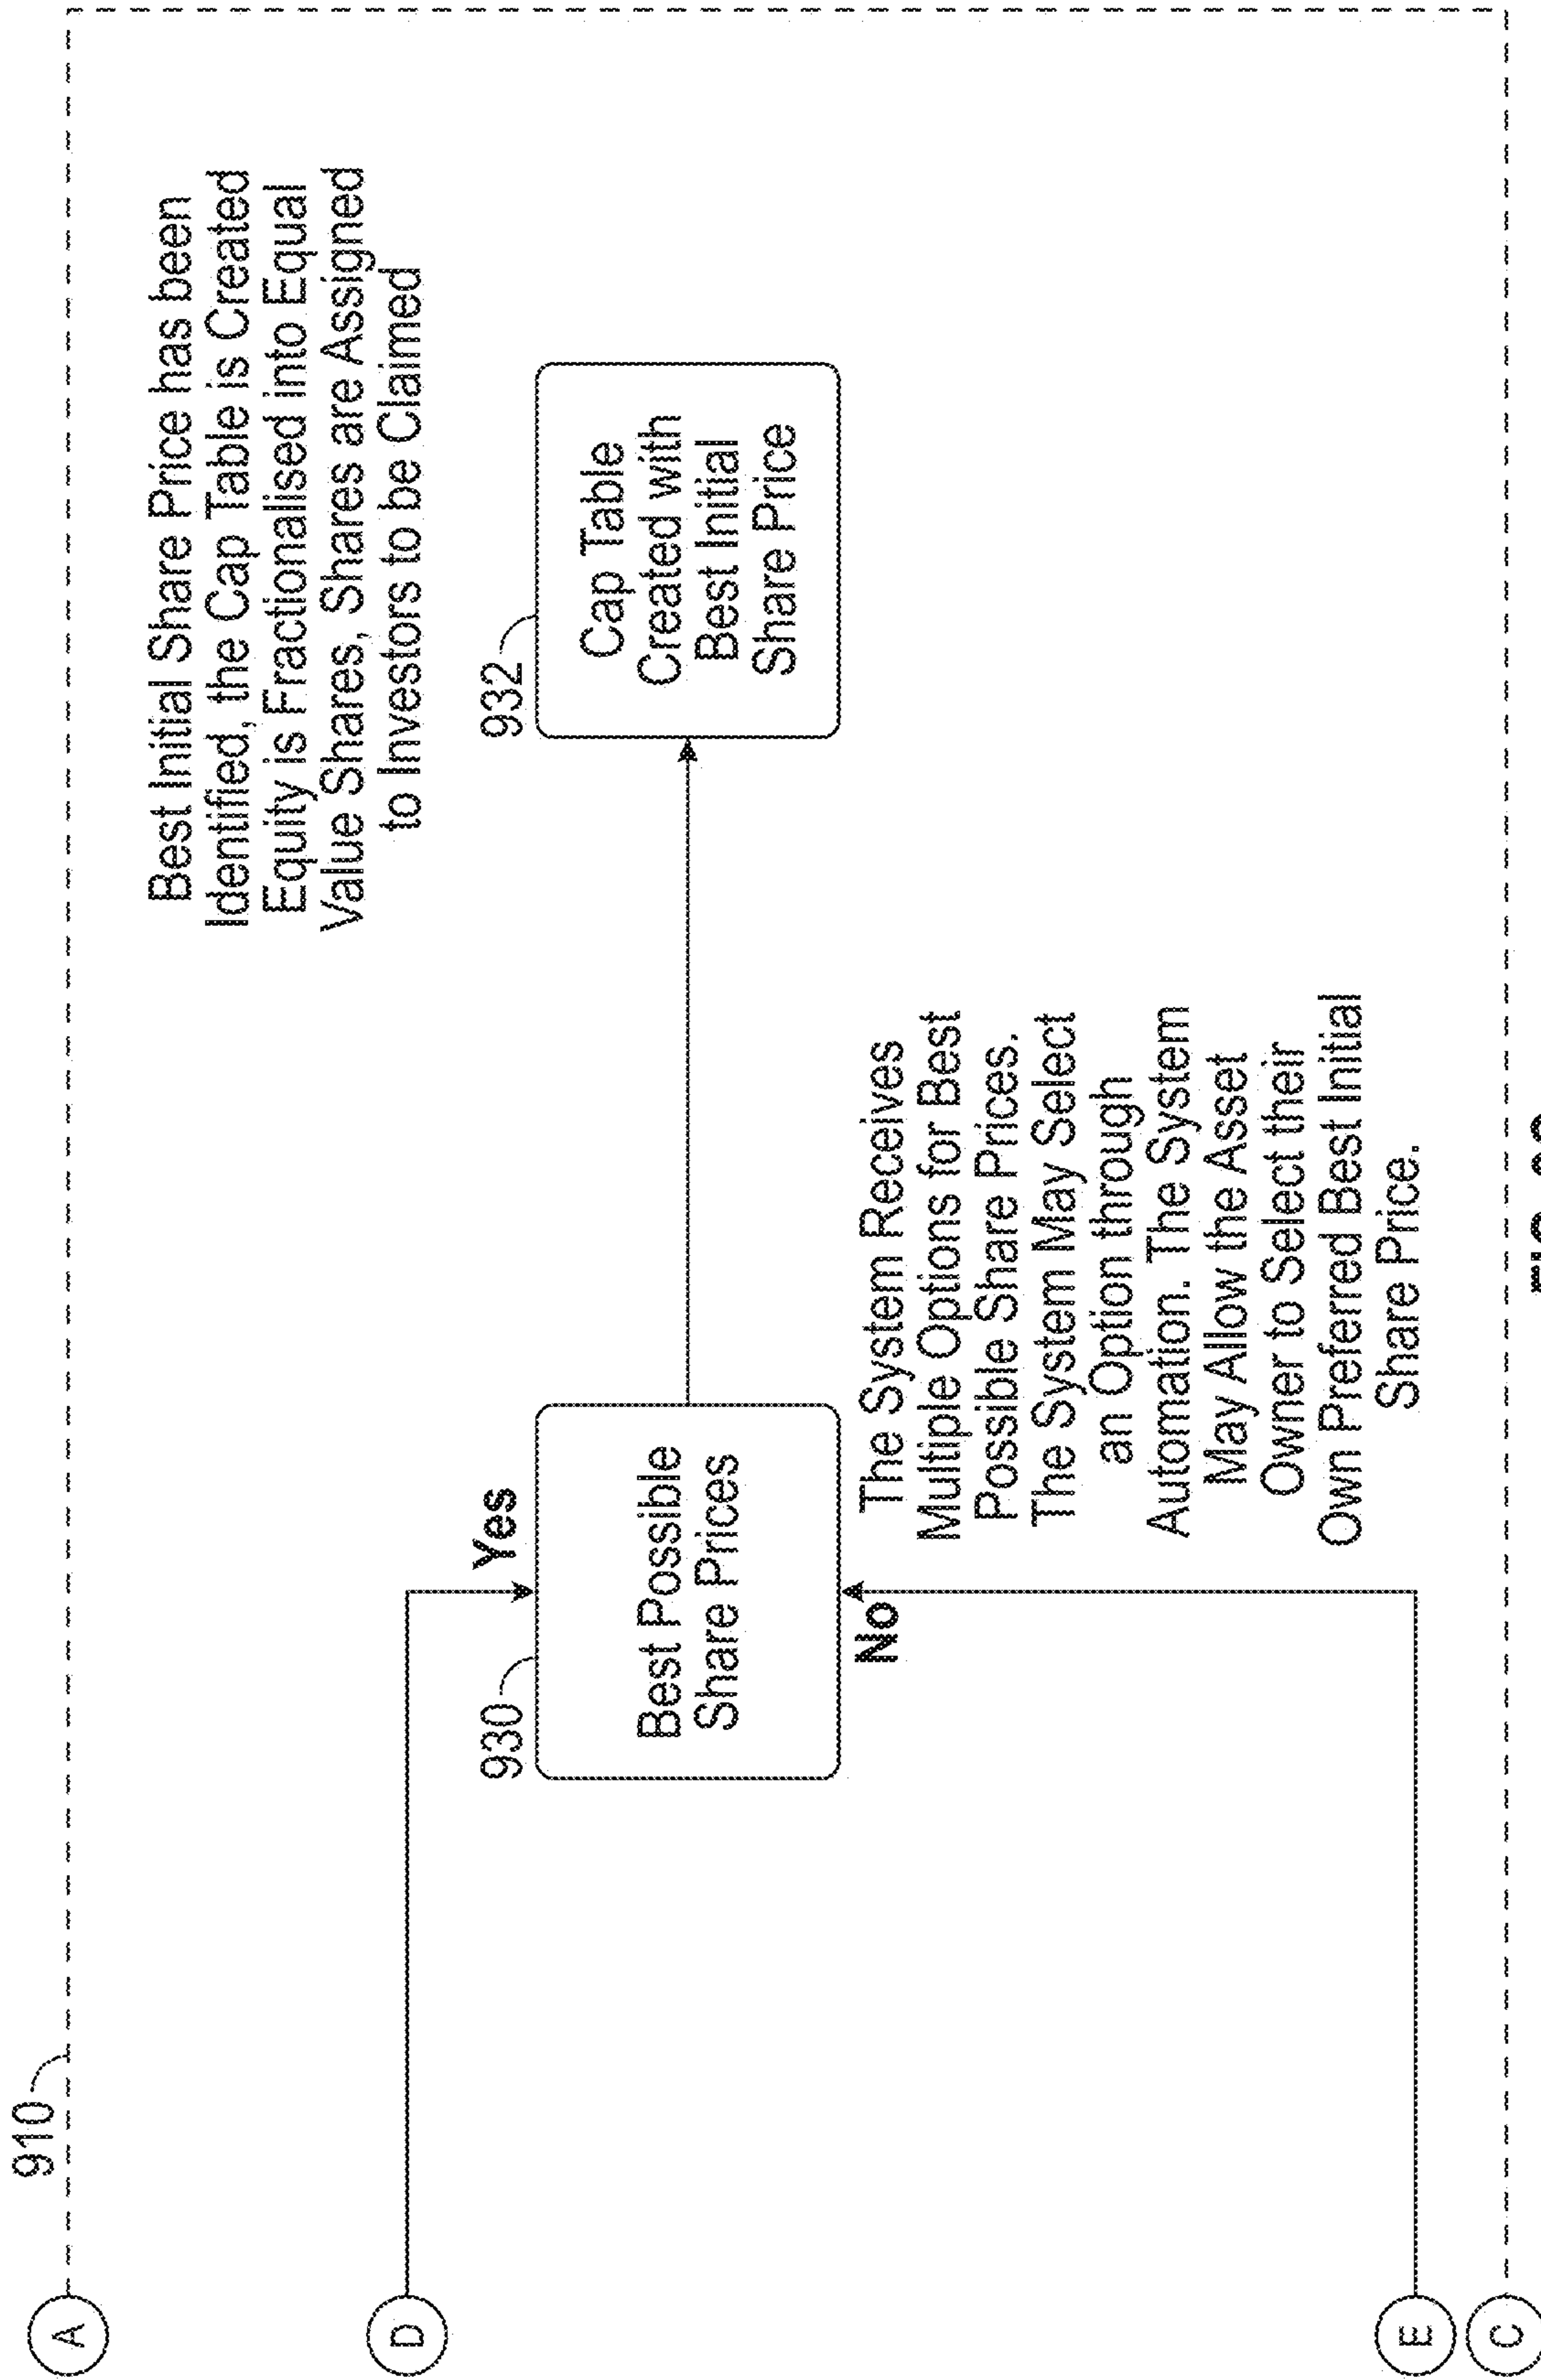 910
A
Best Initial Share Price has been
Identified, the Cap Table is Created
Equity is Fractionalised into Equal
Value Shares, Shares are Assigned
to Investors to be Claimed
D
Yes
930
Best Possible
Share Prices
932
Cap Table
Created with
Best Initial
Share Price
No
The System Receives
Multiple Options for Best
Possible Share Prices.
The System May Select
an Option through
Automation. The System
May Allow the Asset
Owner to Select their
Own Preferred Best Initial
Share Price.
E
C